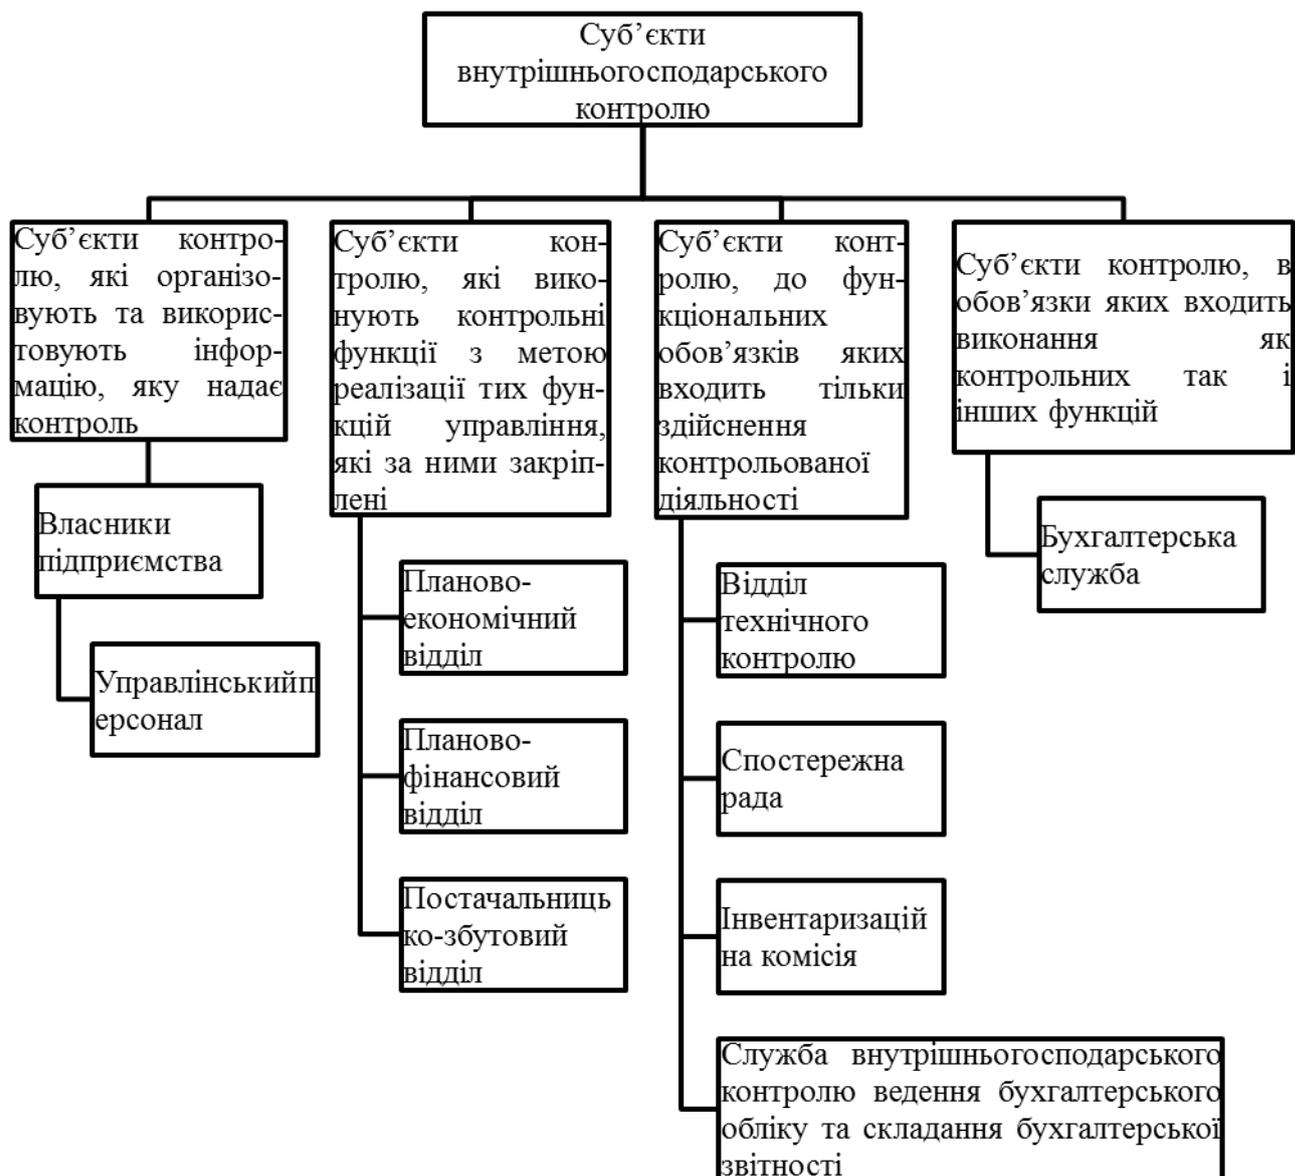 Суб’єкти
внутрішньогосподарського
контролю
Суб’єкти контро-
лю, які організо-
вують та викорис-
товують інфор-
мацію, яку надає
контроль
Власники
підприємства
Управлінськийп
ерсонал
Суб’єкти кон-
тролю, які вико-
нують контрольні
функції з метою
реалізації тих фун-
кцій управління,
які за ними закріп-
лені
Планово-
економічний
відділ
Планово-
фінансовий
відділ
Постачальниць
ко-збутовий
відділ
Суб’єкти конт-
ролю, до фун-
кціональних
обов’язків яких
входить тільки
здійснення
контрольованої
діяльності
Відділ
технічного
контролю
Спостережна
рада
Інвентаризацій
на комісія
Служба внутрішньогосподарського
контролю ведення бухгалтерського
обліку та складання бухгалтерської
звітності
Суб’єкти контролю, в
обов’язки яких входить
виконання як
контрольних так і
інших функцій
Бухгалтерська
служба